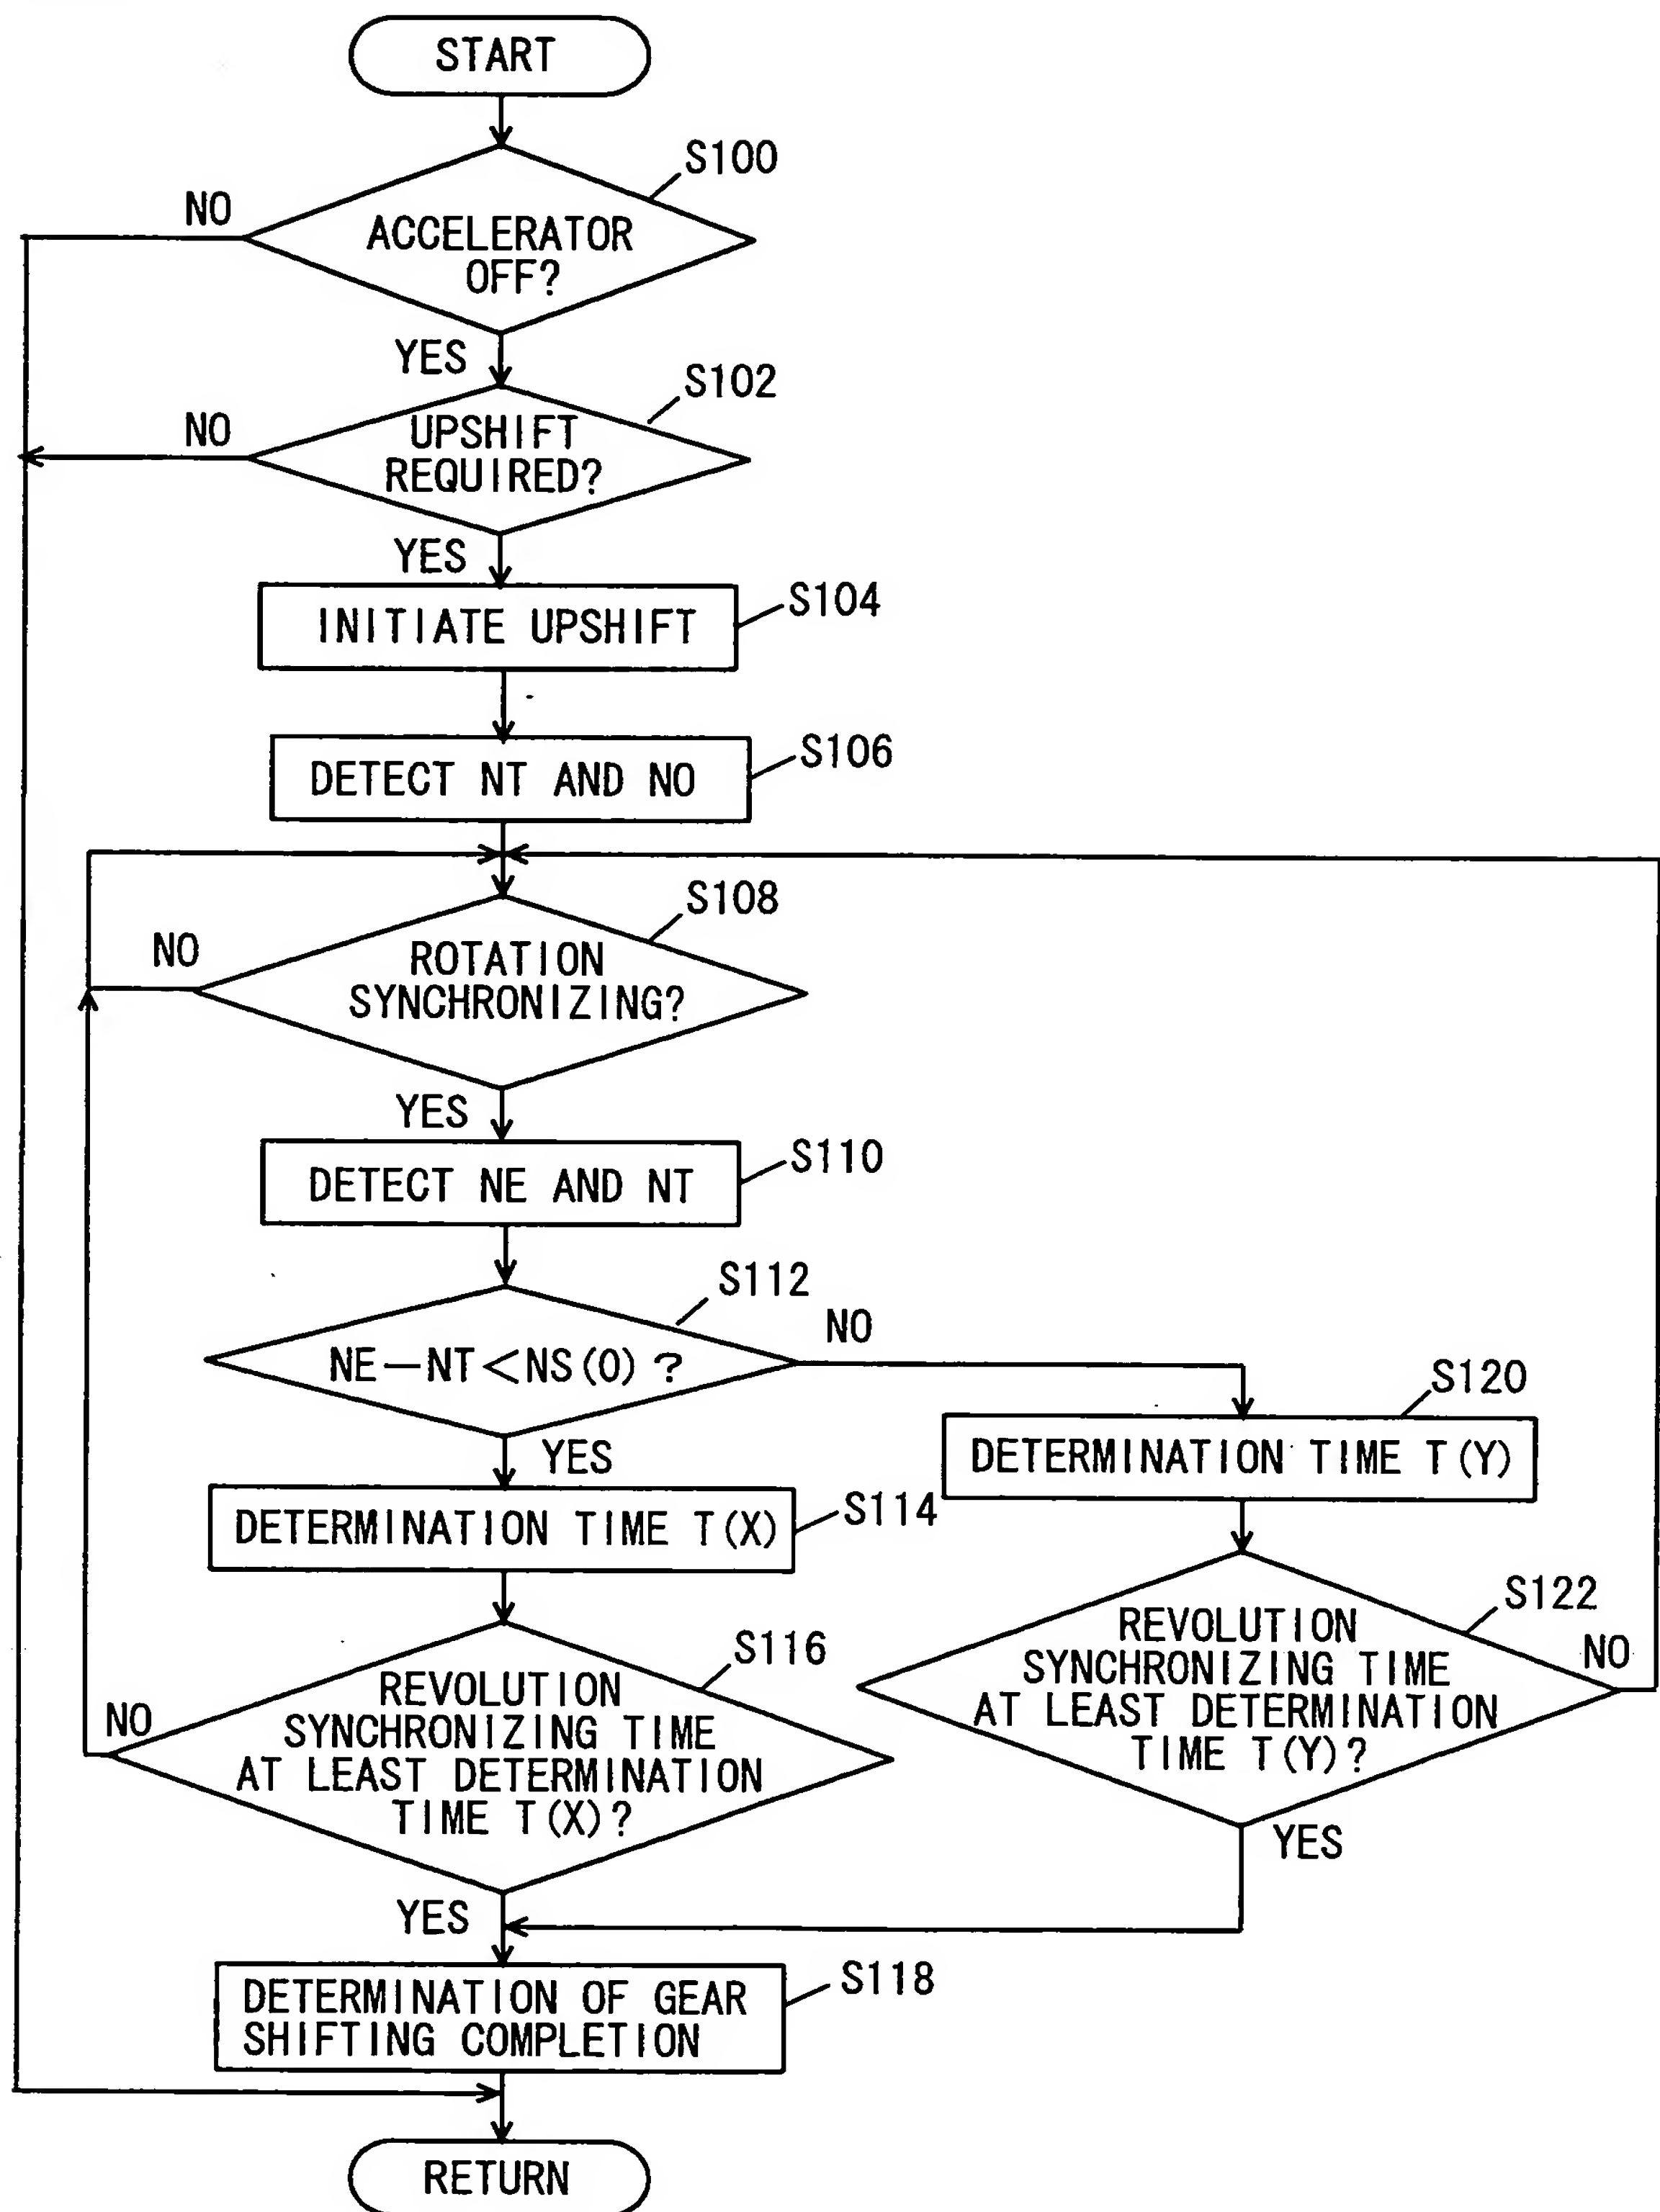 START
S100
NO
ACCELERATOR
OFF?
YES
S102
NO
UPSHIFT
REQUIRED?
YES
S104
INITIATE UPSHIFT
S106
DETECT NT AND NO
S108
NO
ROTATION
SYNCHRONIZING?
YES
S110
DETECT NE AND NT
S112
NO
NE-NT<NS(0)?
YES
S120
DETERMINATION TIME T(Y)
S114
DETERMINATION TIME T(X)
S122
REVOLUTION
SYNCHRONIZING TIME
AT LEAST DETERMINATION
TIME T(Y)?
NO
YES
S116
REVOLUTION
SYNCHRONIZING TIME
AT LEAST DETERMINATION
TIME T(X)?
NO
YES
S118
DETERMINATION OF GEAR
SHIFTING COMPLETION
RETURN